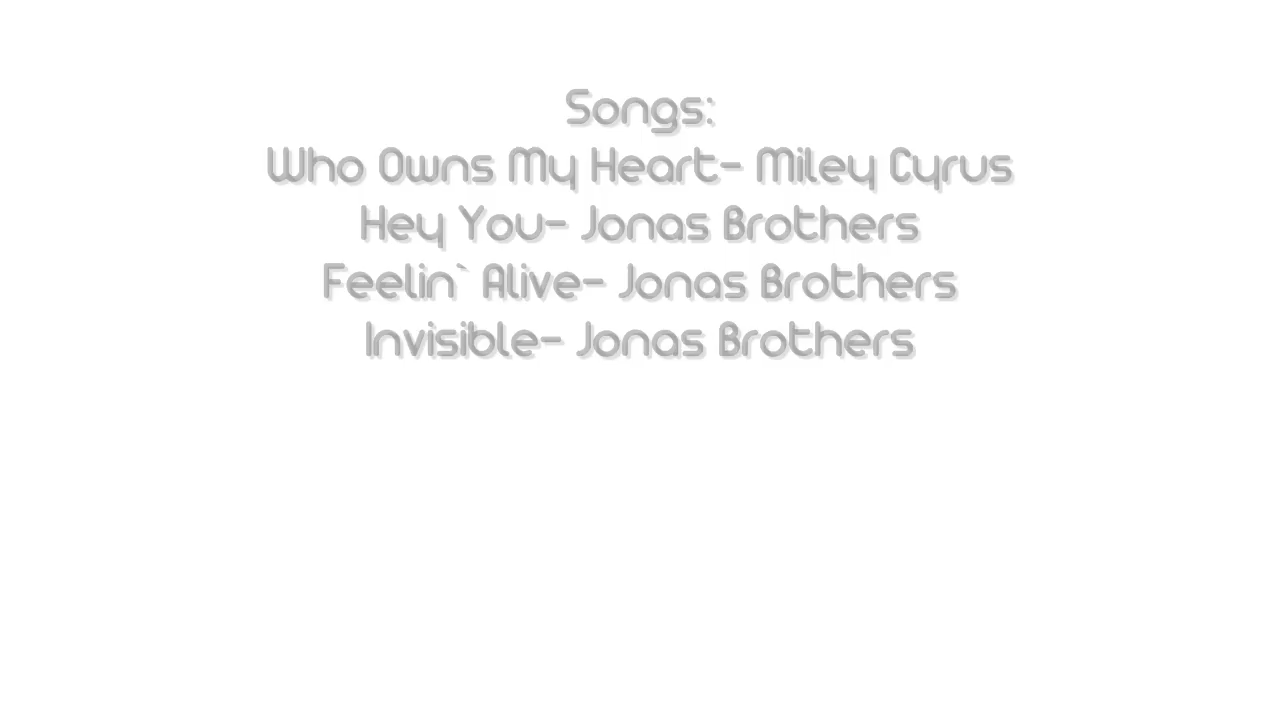 Songs:
Who Owns My Heart- Miley Cyrus
Hey You- Jonas Brothers
Feelin` Alive- Jonas Brothers
Invisible- Jonas Brothers